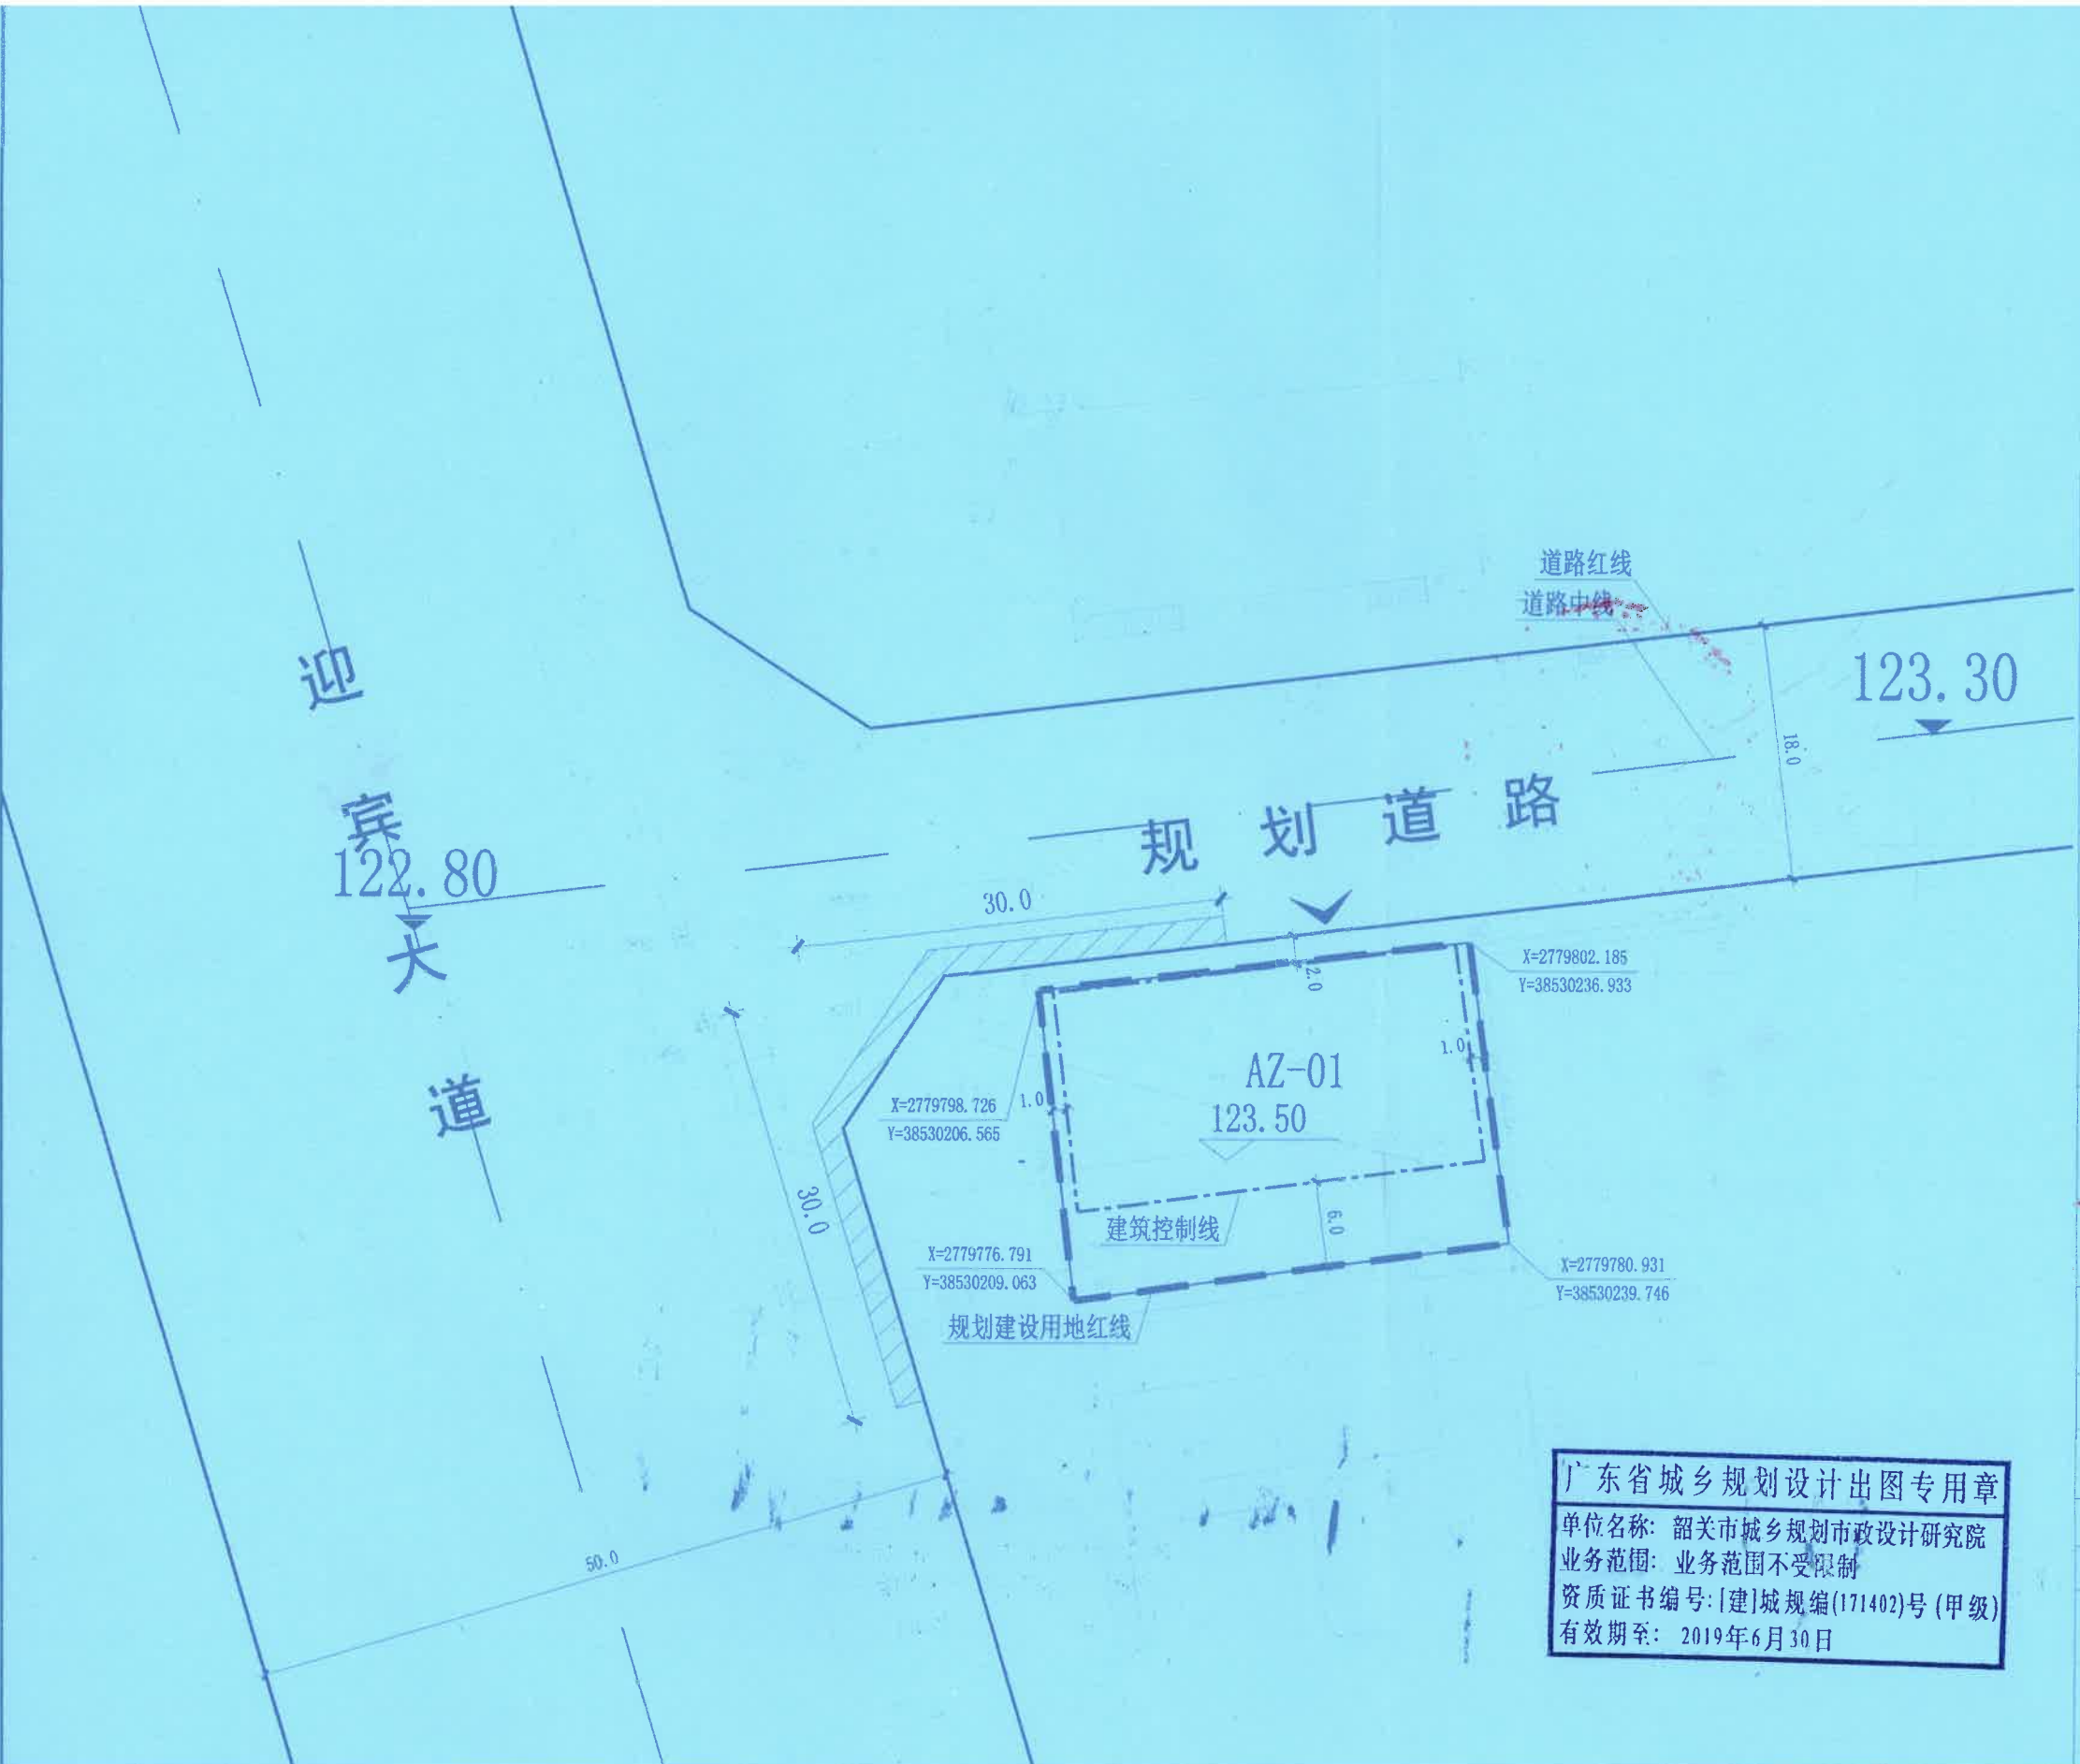 道路红线
道路中线
123.30
18.0
迎宾大道
122.80
规划道路
30.0
2.0
X=2779802.185
Y=38530236.933
1.0
AZ-01
123.50
X=2779798.726
Y=38530206.565
1.0
30.0
建筑控制线
6.0
X=2779776.791
Y=38530209.063
X=2779780.931
Y=38530239.746
规划建设用地红线
50.0
广东省城乡规划设计出图专用章
单位名称: 韶关市城乡规划市政设计研究院
业务范围: 业务范围不受限制
资质证书编号:[建]城规编(171402)号(甲级)
有效期至: 2019年6月30日